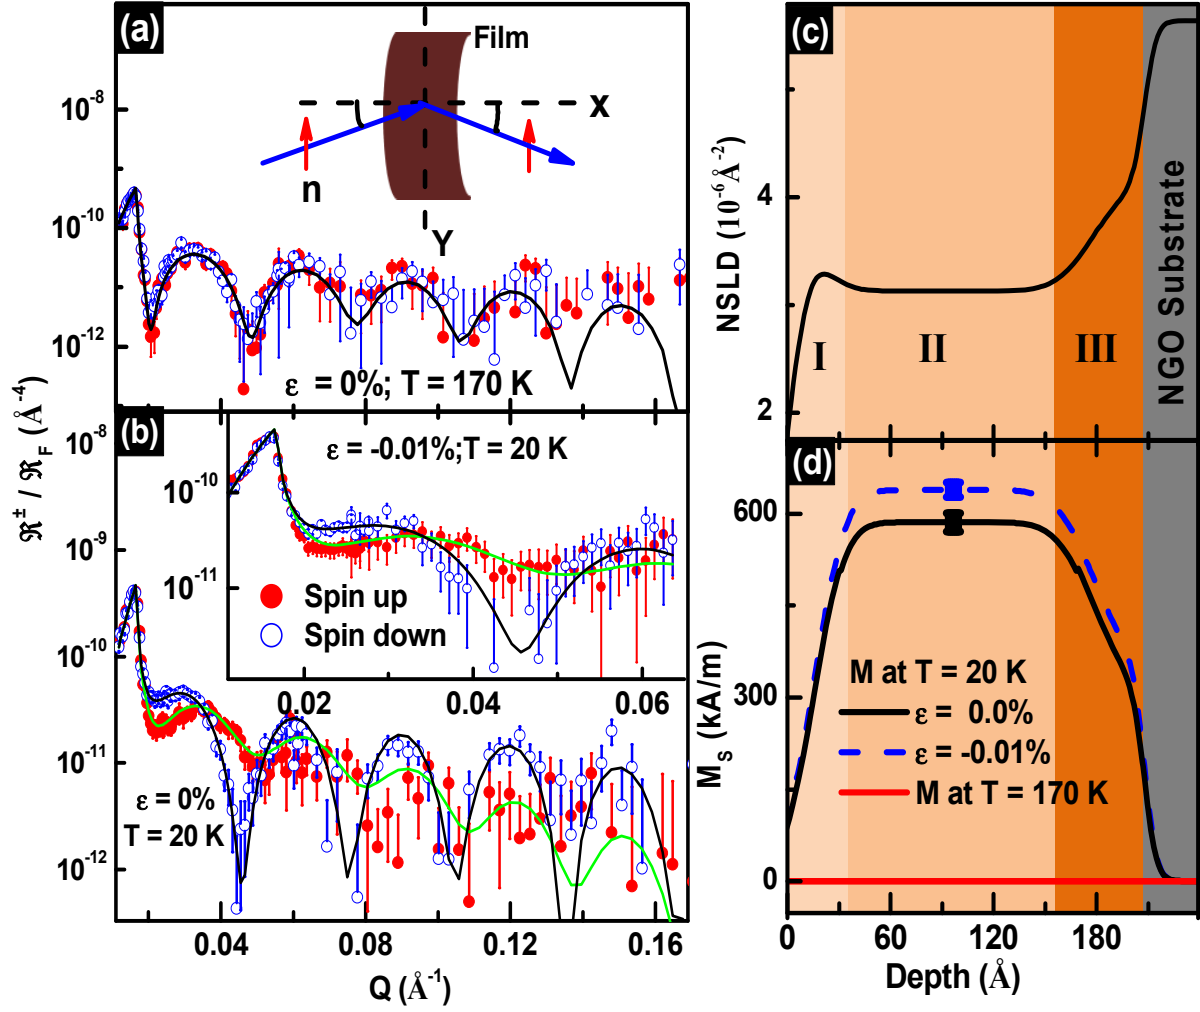 (a)
Film
X
n
Y
10⁻⁸
10⁻¹⁰
10⁻¹²
ε = 0%; T = 170 K
ℜ± / ℜF (Å⁻⁴)
(b)
ε = -0.01%;T = 20 K
10⁻¹⁰
10⁻¹¹
Spin up
Spin down
0.02
0.04
0.06
10⁻⁸
10⁻⁹
10⁻¹⁰
10⁻¹¹
10⁻¹²
ε = 0%
T = 20 K
0.04
0.08
0.12
0.16
Q (Å⁻¹)
(c)
NSLD (10⁻⁶Å⁻²)
4
2
I
II
III
NGO Substrate
(d)
MS (kA/m)
600
300
0
M at T = 20 K
ε = 0.0%
ε = -0.01%
M at T = 170 K
0
60
120
180
Depth (Å)